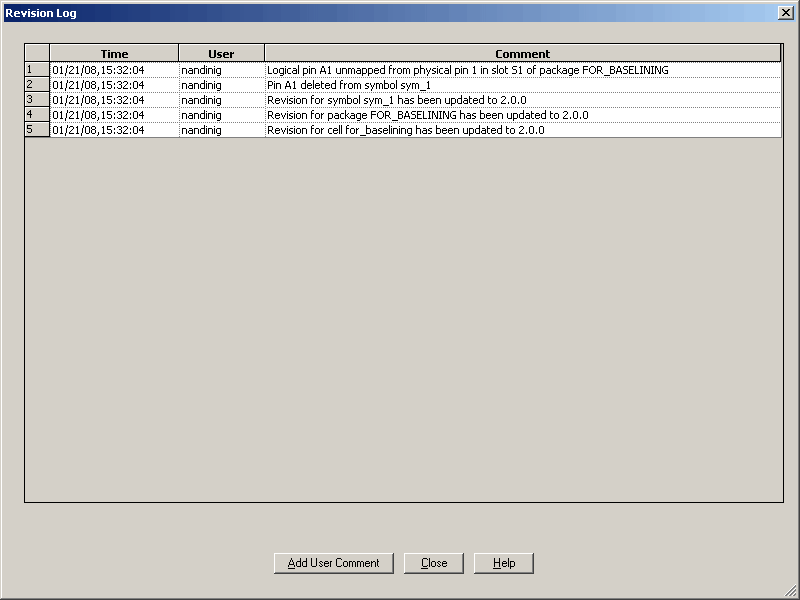 Revision Log
Time User Comment
1 01/21/08,15:32:04 nandinig Logical pin A1 unmapped from physical pin 1 in slot S1 of package FOR_BASELINING
2 01/21/08,15:32:04 nandinig Pin A1 deleted from symbol sym_1
3 01/21/08,15:32:04 nandinig Revision for symbol sym_1 has been updated to 2.0.0
4 01/21/08,15:32:04 nandinig Revision for package FOR_BASELINING has been updated to 2.0.0
5 01/21/08,15:32:04 nandinig Revision for cell for_baselining has been updated to 2.0.0
Add User Comment Close Help